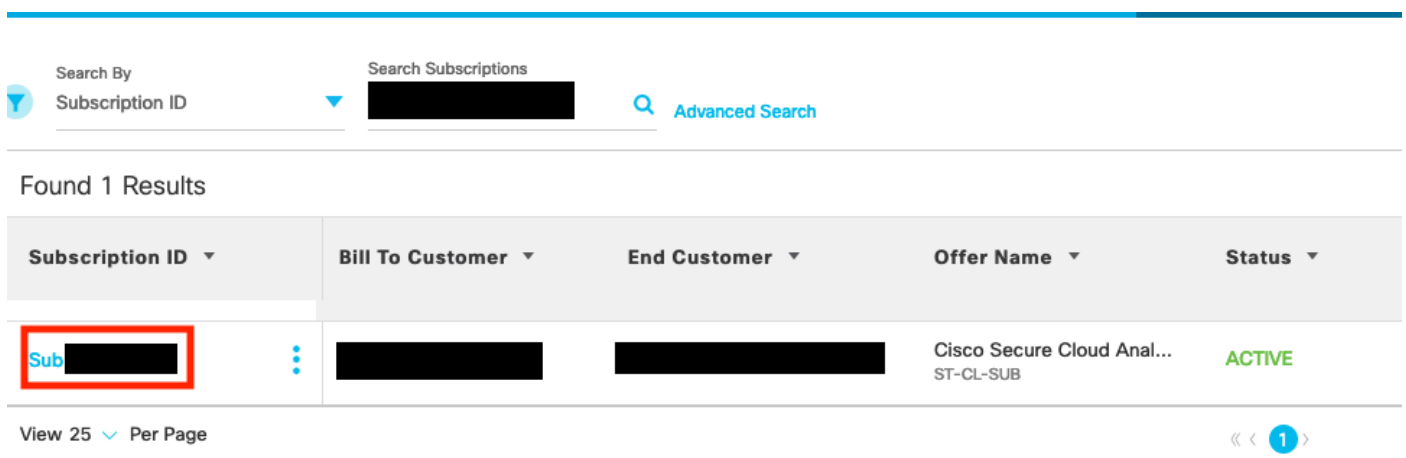 Search By
Search Subscriptions
Subscription ID
Advanced Search
Found 1 Results
Subscription ID
Bill To Customer
End Customer
Offer Name
Status
Sub
Cisco Secure Cloud Anal...
ST-CL-SUB
ACTIVE
View 25 Per Page
1